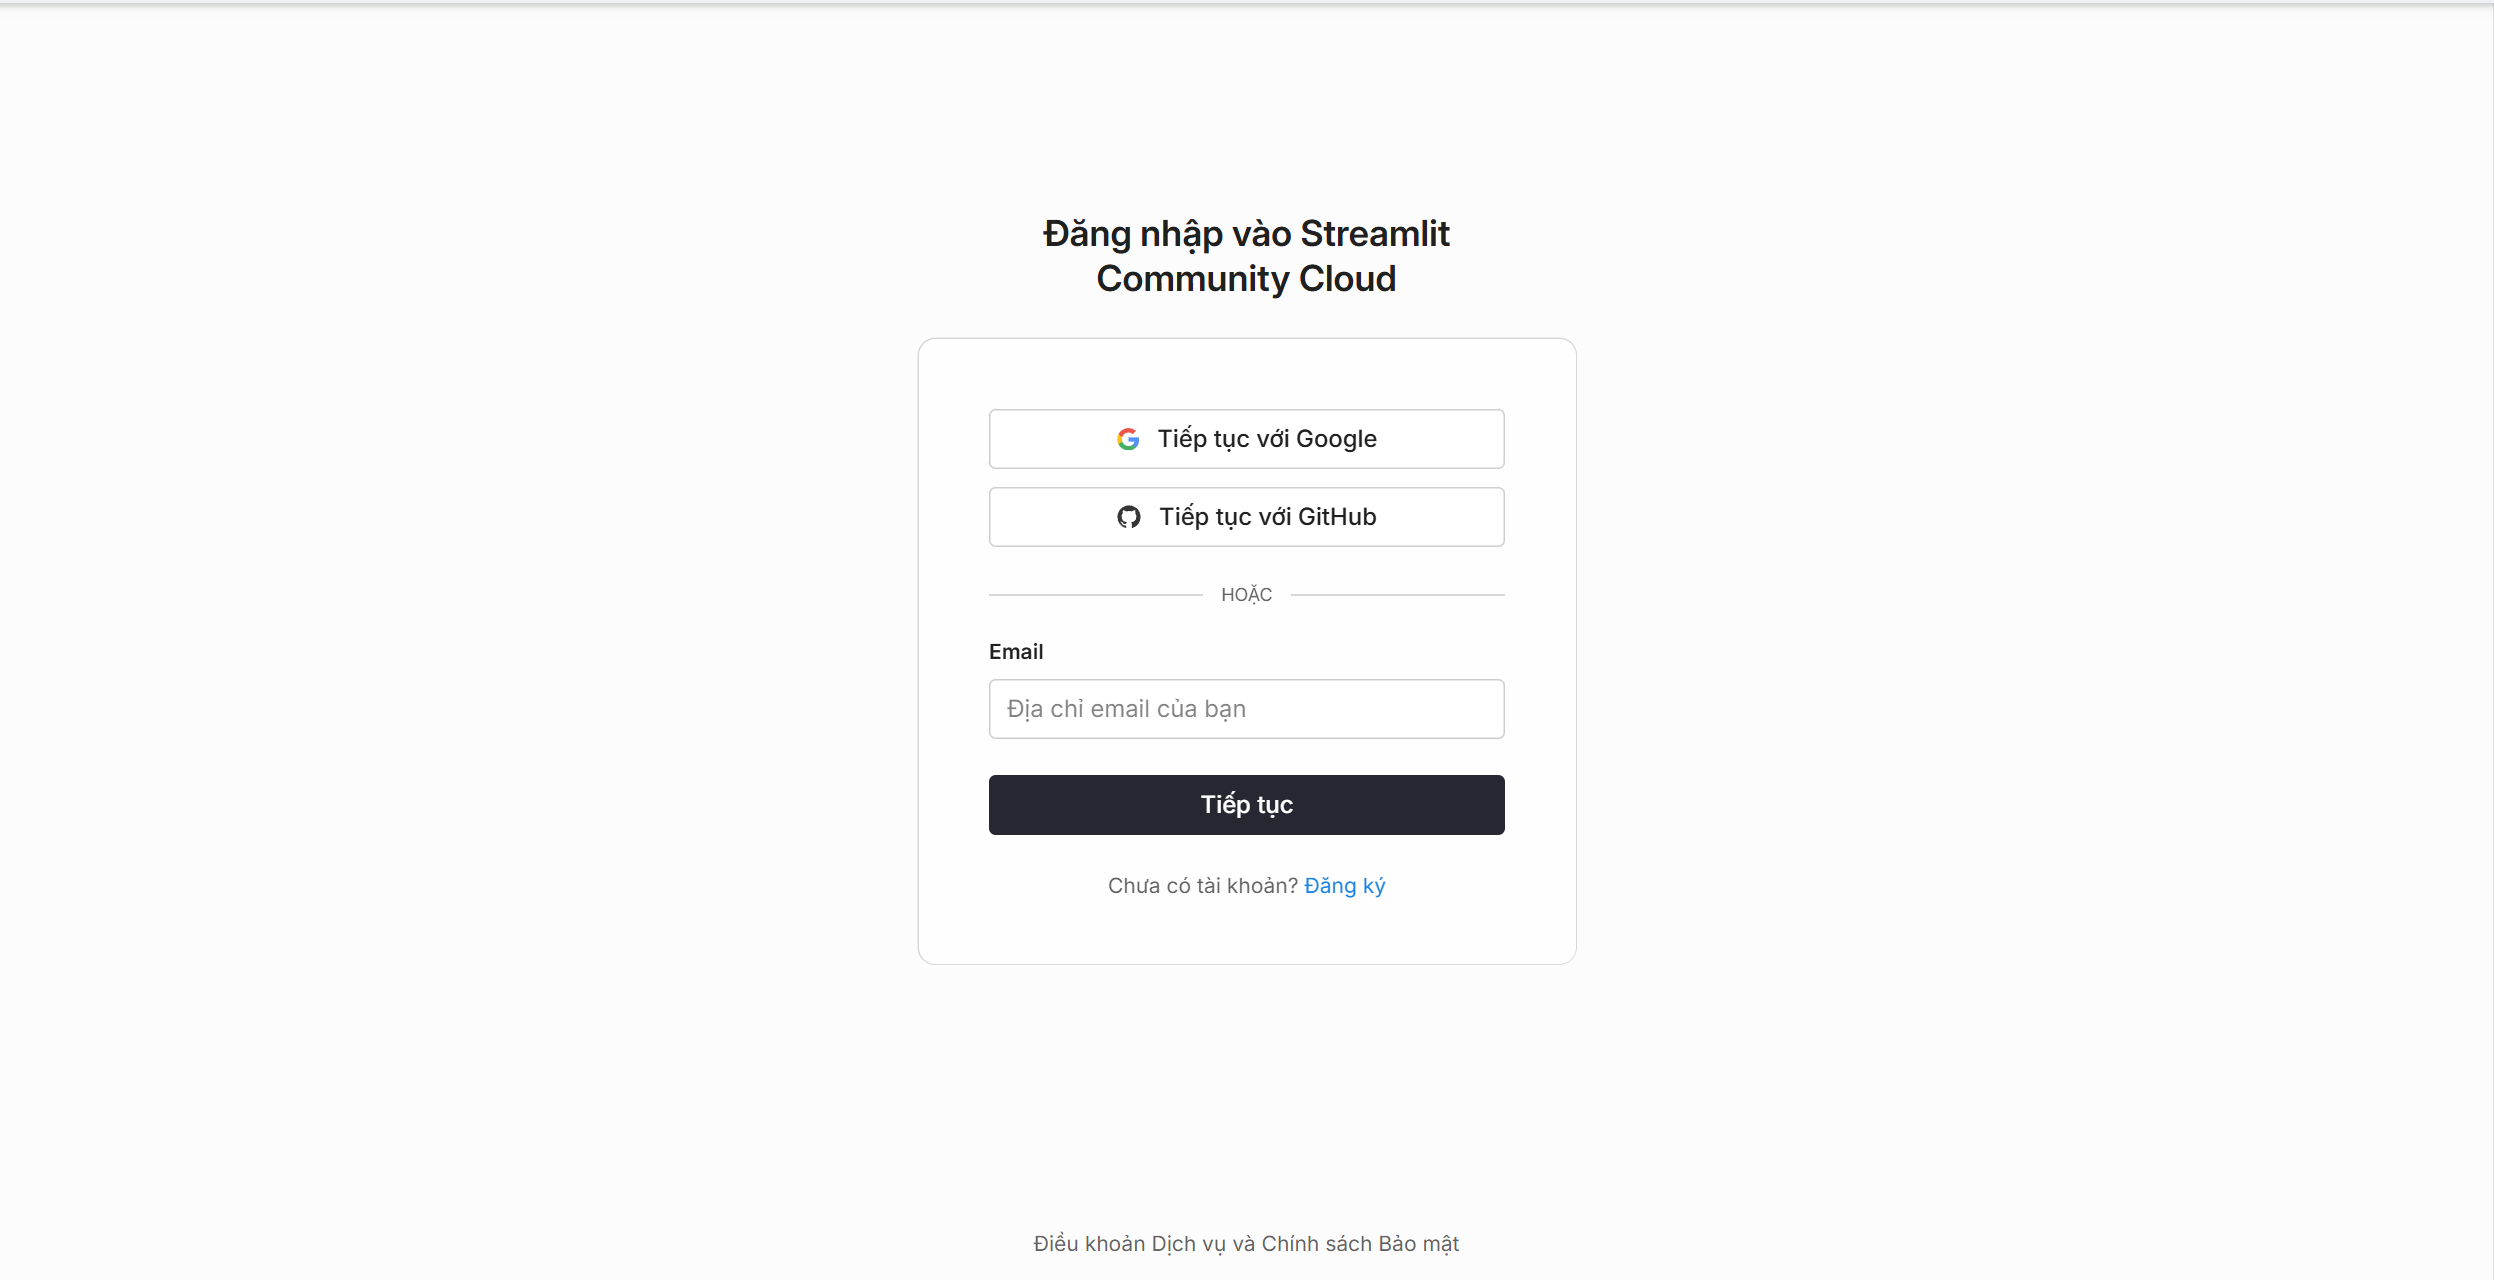 Đăng nhập vào Streamlit
Community Cloud
Tiếp tục với Google
Tiếp tục với GitHub
HOẶC
Email
Địa chỉ email của bạn
Tiếp tục
Chưa có tài khoản? Đăng ký
Điều khoản Dịch vụ và Chính sách Bảo mật